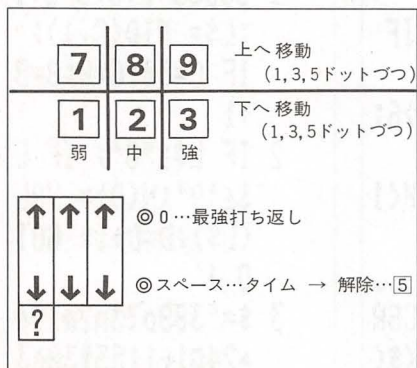 7 8 9 上へ移動
(1,3,5ドットづつ)
1 2 3 下へ移動
(1,3,5ドットづつ)
弱 中 強
↑ ↑ ↑ ◎0…最強打ち返し
↓ ↓ ↓ ◎スペース…タイム → 解除…5
?